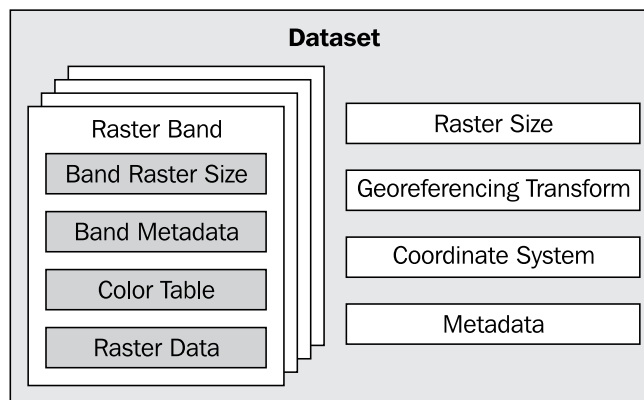 Dataset
Raster Band
Band Raster Size
Band Metadata
Color Table
Raster Data
Raster Size
Georeferencing Transform
Coordinate System
Metadata